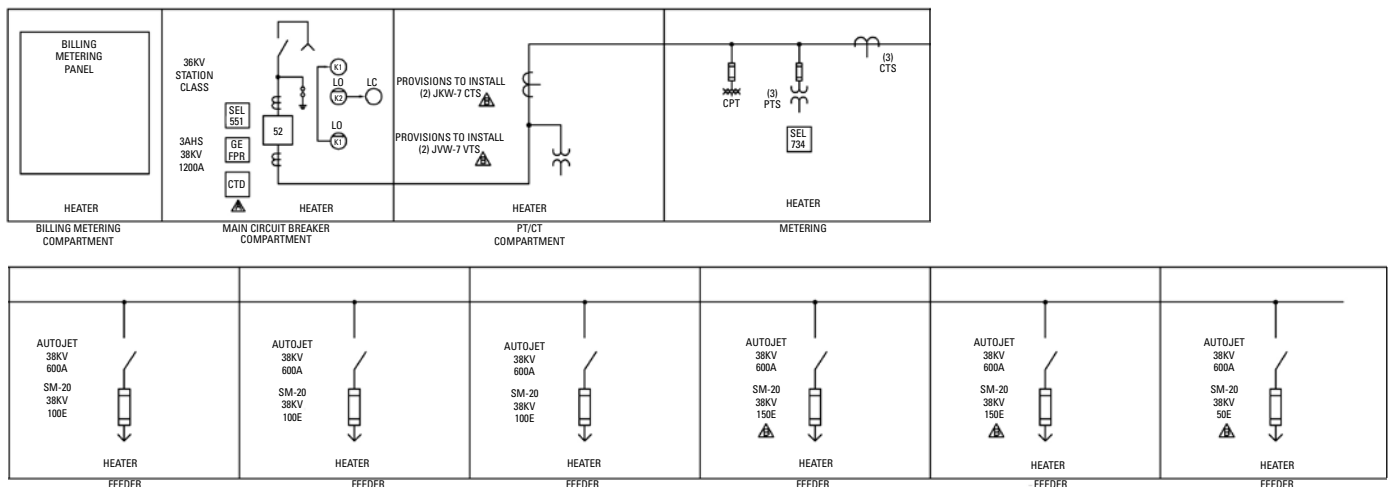 BILLING
METERING
PANEL
HEATER
BILLING METERING
COMPARTMENT
36KV
STATION
CLASS
3AHS
38KV
1200A
SEL
551
GE
FPR
CTD
52
K1
LO
K2
LC
LO
K1
HEATER
MAIN CIRCUIT BREAKER
COMPARTMENT
PROVISIONS TO INSTALL
(2) JKW-7 CTS
PROVISIONS TO INSTALL
(2) JVW-7 VTS
HEATER
PT/CT
COMPARTMENT
CPT
(3)
PTS
SEL
734
(3)
CTS
HEATER
METERING
AUTOJET
38KV
600A
SM-20
38KV
100E
HEATER
FEEDER
AUTOJET
38KV
600A
SM-20
38KV
100E
HEATER
FEEDER
AUTOJET
38KV
600A
SM-20
38KV
100E
HEATER
FEEDER
AUTOJET
38KV
600A
SM-20
38KV
150E
HEATER
FEEDER
AUTOJET
38KV
600A
SM-20
38KV
150E
HEATER
FEEDER
AUTOJET
38KV
600A
SM-20
38KV
50E
HEATER
FEEDER